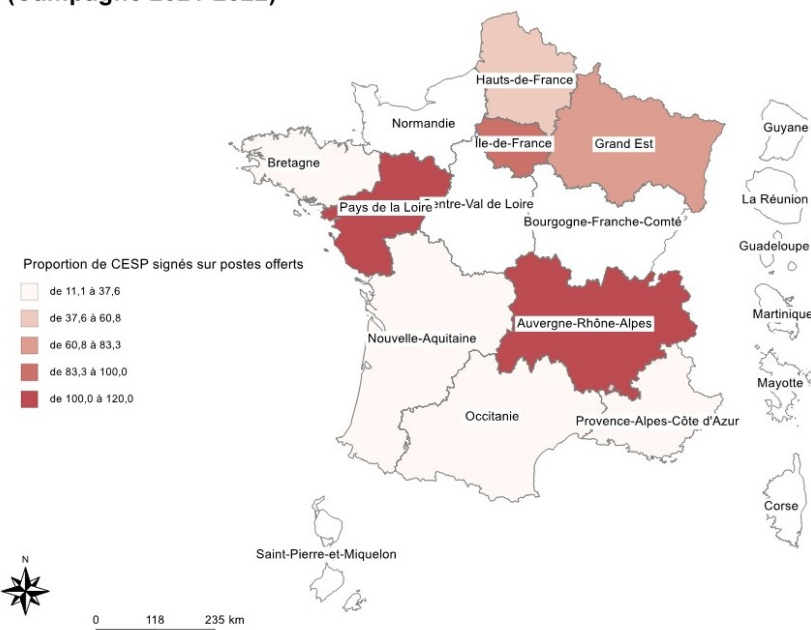 Hauts-de-France
Normandie
Île-de-France
Grand Est
Guyane
Bretagne
Pays de la Loire
entre-Val de Loire
La Réunion
Bourgogne-Franche-Comté
Guadeloupe
Proportion de CESP signés sur postes offerts
de 11,1 à 37,6
de 37,6 à 60,8
de 60,8 à 83,3
de 83,3 à 100,0
de 100,0 à 120,0
Martinique
Auvergne-Rhône-Alpes
Nouvelle-Aquitaine
Mayotte
Occitanie
Provence-Alpes-Côte d'Azur
Corse
Saint-Pierre-et-Miquelon
N
0 118 235 km